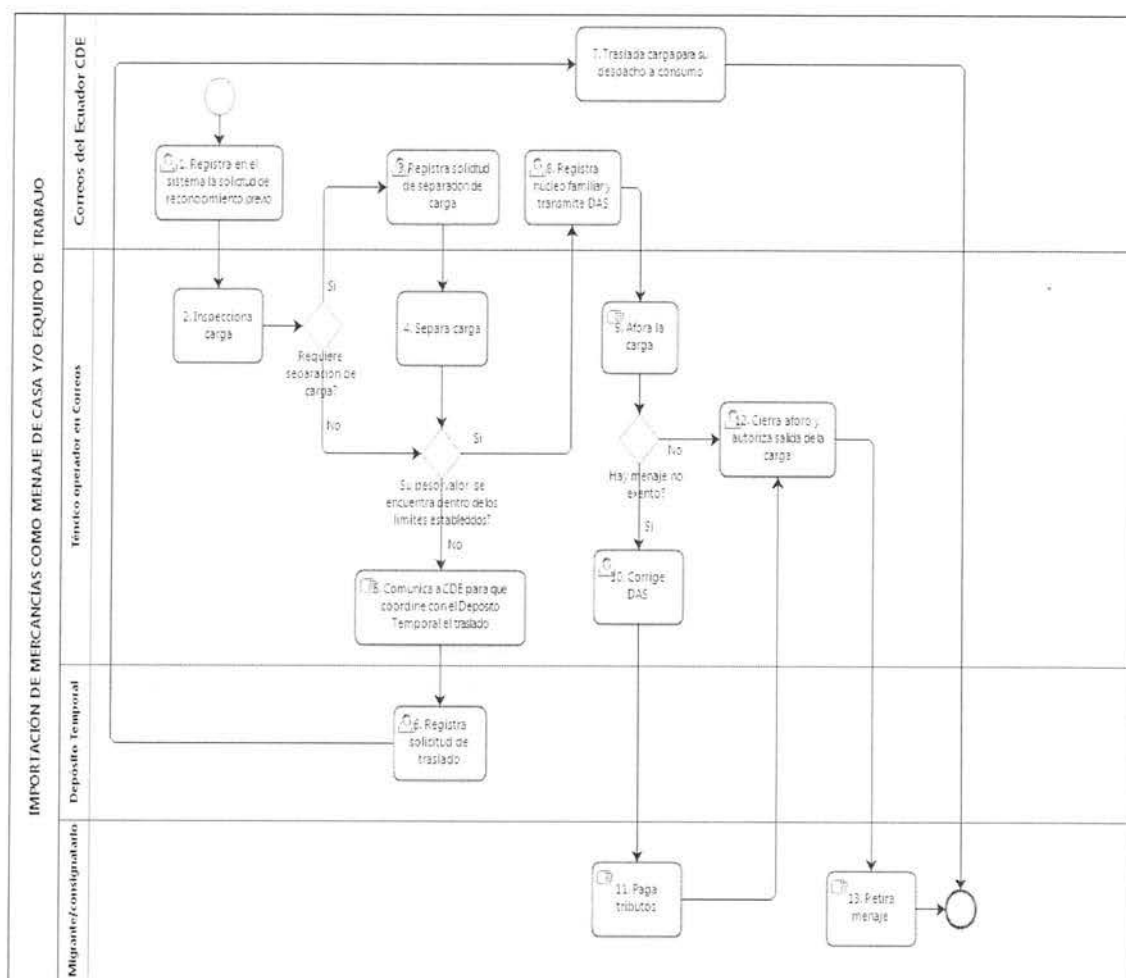 IMPORTACIÓN DE MERCANCÍAS COMO MENAJE DE CASA Y/O EQUIPO DE TRABAJO
Correos del Ecuador CDE
7. Traslada carga para su
despacho a consumo
1. Registra en el
sistema la solicitud de
reconocimiento previo
3. Registra solicitud
de separación de
carga
8. Registra
núcleo familiar y
transmite DAS
Técnico operador en Correos
2. Inspecciona
carga
Si
Requiere
separación de
carga?
No
4. Separa carga
Si
Su peso/valor se
encuentra dentro de los
límites establecidos?
No
5. Comunica a CDE para que
coordine con el Depósito
Temporal el traslado
9. Afora la
carga
No
Hay menaje no
exento?
Si
12. Cierra aforo y
autoriza salida de la
carga
10. Corrige
DAS
Depósito Temporal
6. Registra
solicitud de
traslado
Migrante/consignatario
11. Paga
tributos
13. Retira
menaje